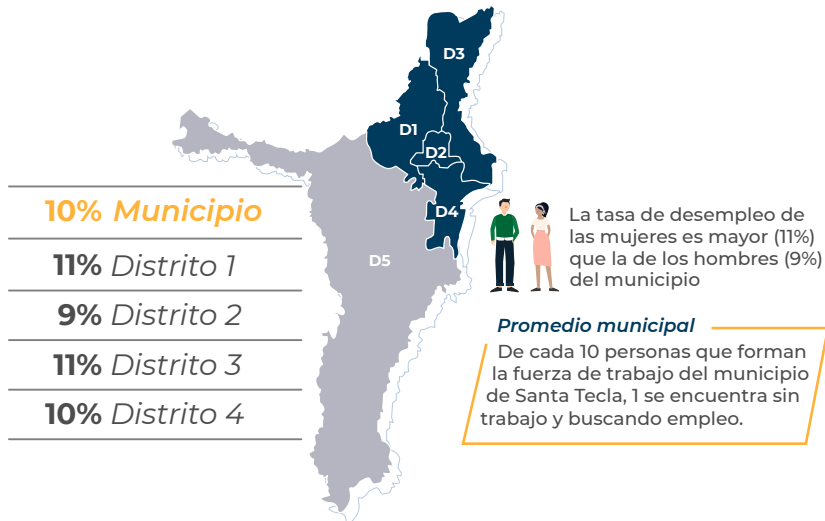 D3
D1
D2
D4
D5
10% Municipio
11% Distrito 1
9% Distrito 2
11% Distrito 3
10% Distrito 4
La tasa de desempleo de
las mujeres es mayor (11%)
que la de los hombres (9%)
del municipio
Promedio municipal
De cada 10 personas que forman
la fuerza de trabajo del municipio
de Santa Tecla, 1 se encuentra sin
trabajo y buscando empleo.